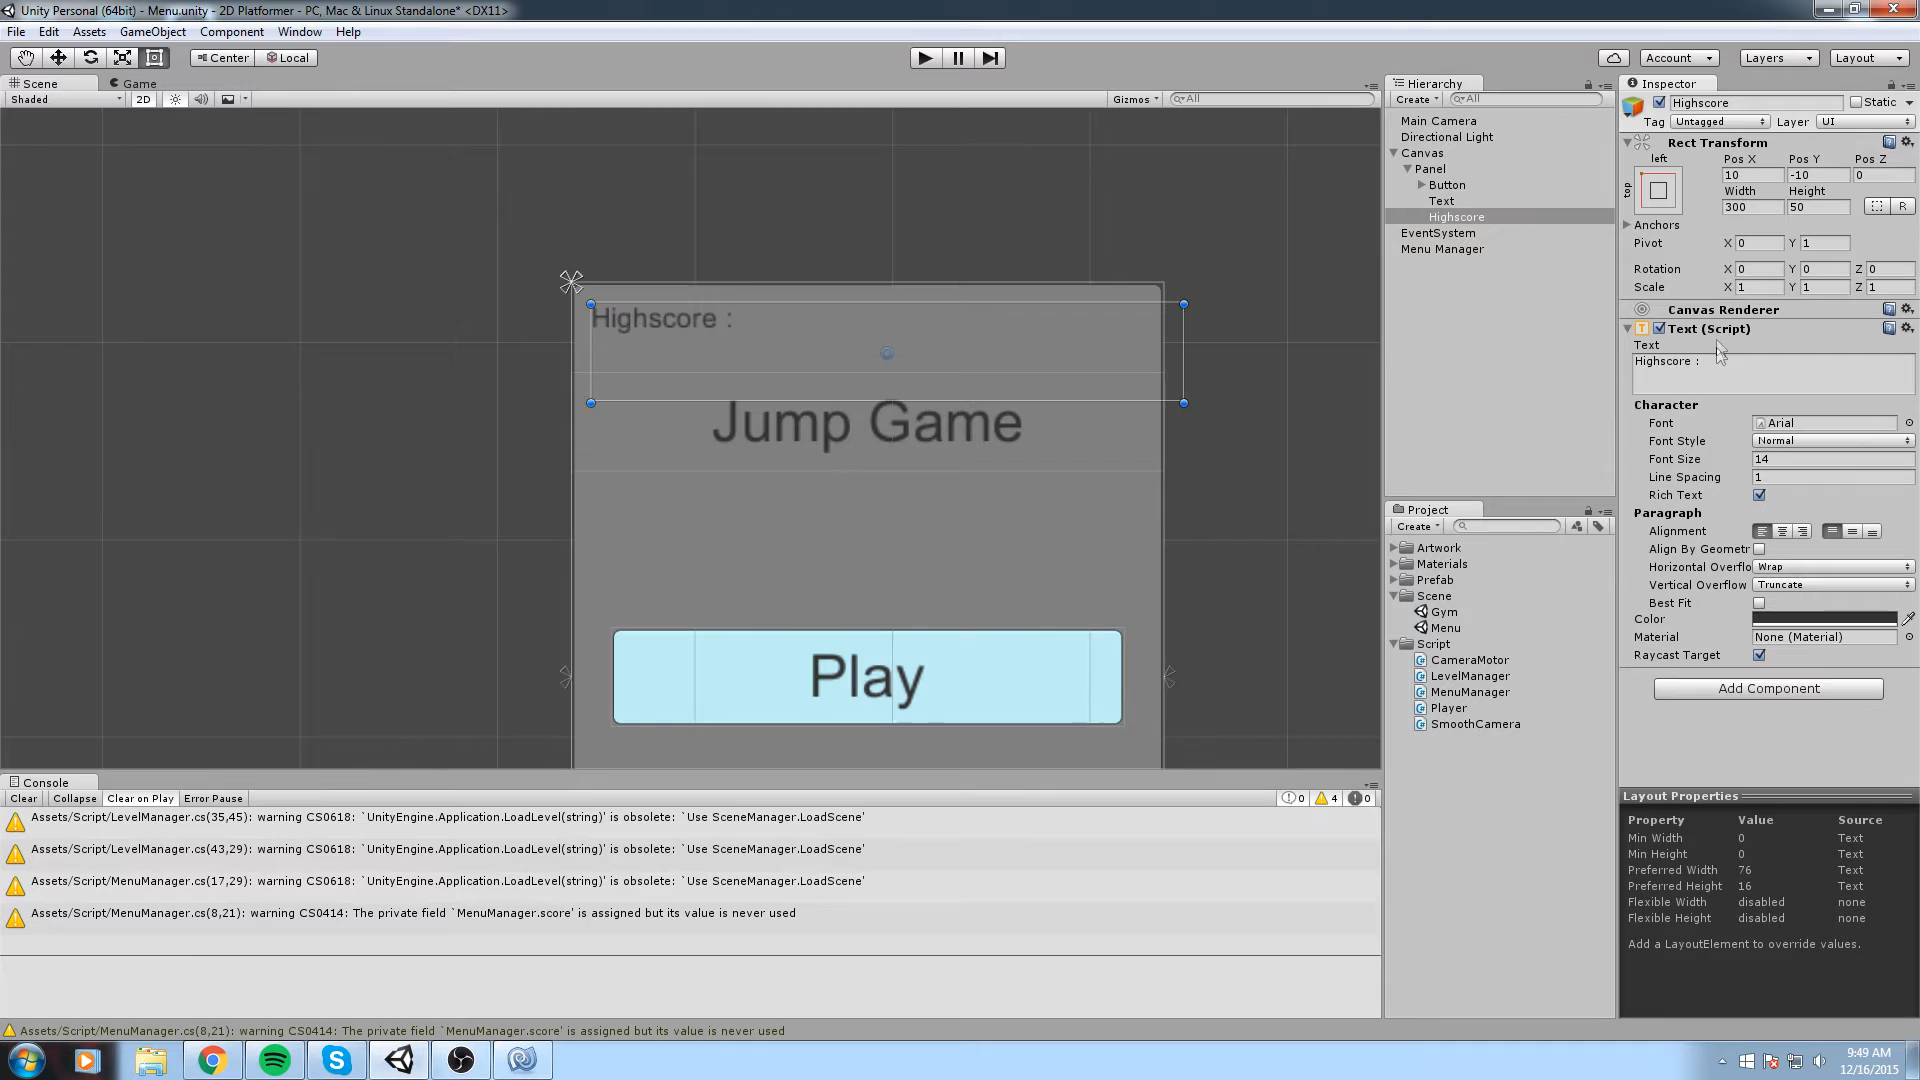 Unity Personal (64bit) - Menu.unity - 2D Platformer - PC, Mac & Linux Standalone* <DX11>
File Edit Assets GameObject Component Window Help
Center Local
Account Layers Layout
Scene Game
Shaded 2D
Gizmos All
Highscore :
Jump Game
Play
Hierarchy
Create All
Main Camera
Directional Light
Canvas
Panel
Button
Text
Highscore
EventSystem
Menu Manager
Project
Create
Artwork
Materials
Prefab
Scene
Gym
Menu
Script
CameraMotor
LevelManager
MenuManager
Player
SmoothCamera
Inspector
Highscore Static
Tag Untagged Layer UI
Rect Transform
left
top
Pos X Pos Y Pos Z
10 -10 0
Width Height
300 50
R
Anchors
Pivot X 0 Y 1
Rotation X 0 Y 0 Z 0
Scale X 1 Y 1 Z 1
Canvas Renderer
Text (Script)
Text
Highscore :
Character
Font Arial
Font Style Normal
Font Size 14
Line Spacing 1
Rich Text
Paragraph
Alignment
Align By Geometr
Horizontal Overflo Wrap
Vertical Overflow Truncate
Best Fit
Color
Material None (Material)
Raycast Target
Add Component
Layout Properties
Property Value Source
Min Width 0 Text
Min Height 0 Text
Preferred Width 76 Text
Preferred Height 16 Text
Flexible Width disabled none
Flexible Height disabled none
Add a LayoutElement to override values.
Console
Clear Collapse Clear on Play Error Pause 0 4 0
Assets/Script/LevelManager.cs(35,45): warning CS0618: `UnityEngine.Application.LoadLevel(string)' is obsolete: `Use SceneManager.LoadScene'
Assets/Script/LevelManager.cs(43,29): warning CS0618: `UnityEngine.Application.LoadLevel(string)' is obsolete: `Use SceneManager.LoadScene'
Assets/Script/MenuManager.cs(17,29): warning CS0618: `UnityEngine.Application.LoadLevel(string)' is obsolete: `Use SceneManager.LoadScene'
Assets/Script/MenuManager.cs(8,21): warning CS0414: The private field `MenuManager.score' is assigned but its value is never used
Assets/Script/MenuManager.cs(8,21): warning CS0414: The private field `MenuManager.score' is assigned but its value is never used
9:49 AM
12/16/2015